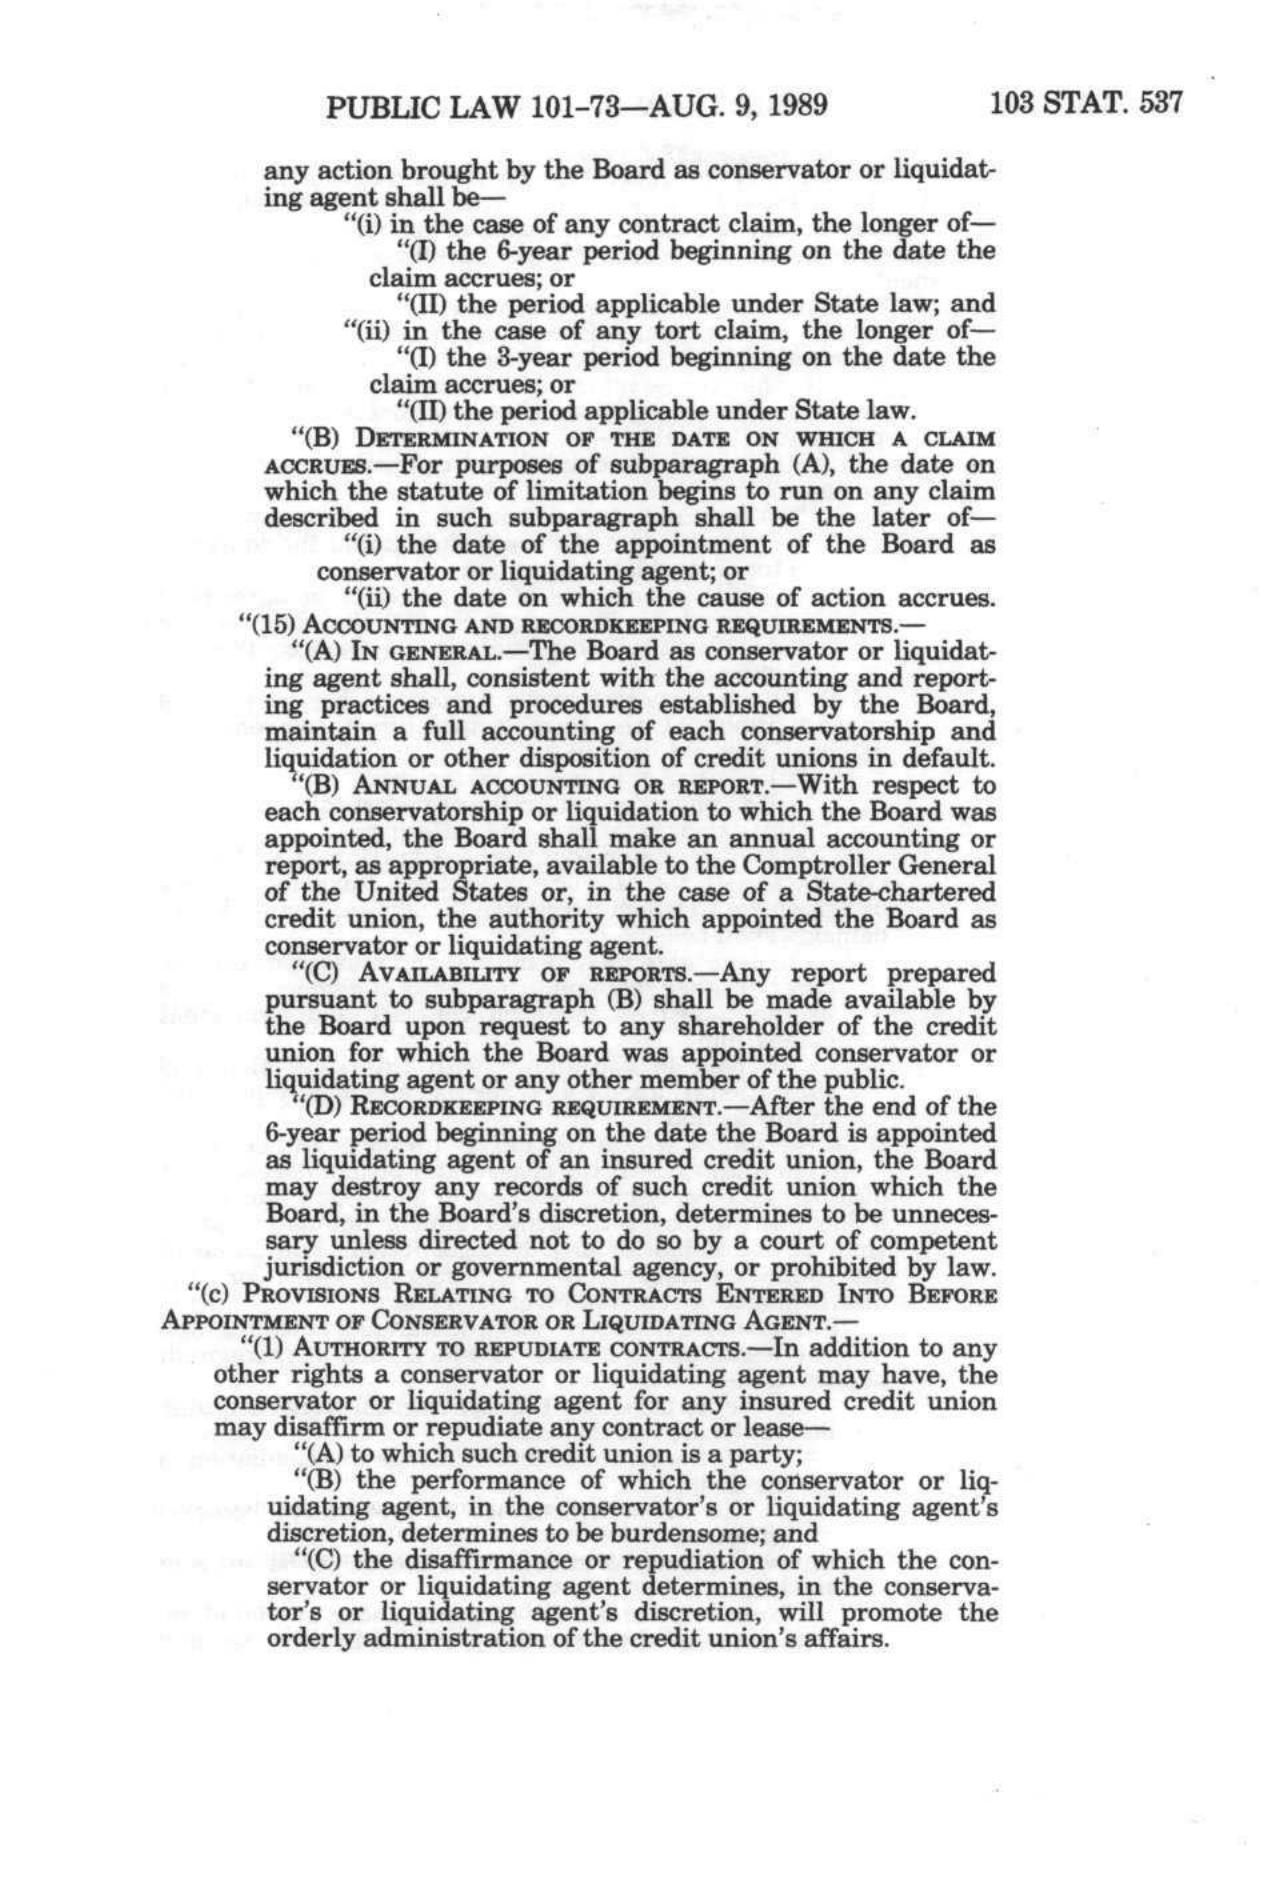 PUBLIC LAW 101-73—AUG. 9, 1989 103 STAT. 537
any action brought by the Board as conservator or liquidat-
ing agent shall be—
“(i) in the case of any contract claim, the longer of—
“(I) the 6-year period beginning on the date the
claim accrues; or
“(II) the period applicable under State law; and
“(ii) in the case of any tort claim, the longer of—
“(I) the 3-year period beginning on the date the
claim accrues; or
“(II) the period applicable under State law.
“(B) DETERMINATION OF THE DATE ON WHICH A CLAIM
ACCRUES.—For purposes of subparagraph (A), the date on
which the statute of limitation begins to run on any claim
described in such subparagraph shall be the later of—
“(i) the date of the appointment of the Board as
conservator or liquidating agent; or
“(ii) the date on which the cause of action accrues.
“(15) ACCOUNTING AND RECORDKEEPING REQUIREMENTS.—
“(A) IN GENERAL.—The Board as conservator or liquidat-
ing agent shall, consistent with the accounting and report-
ing practices and procedures established by the Board,
maintain a full accounting of each conservatorship and
liquidation or other disposition of credit unions in default.
“(B) ANNUAL ACCOUNTING OR REPORT.—With respect to
each conservatorship or liquidation to which the Board was
appointed, the Board shall make an annual accounting or
report, as appropriate, available to the Comptroller General
of the United States or, in the case of a State-chartered
credit union, the authority which appointed the Board as
conservator or liquidating agent.
“(C) AVAILABILITY OF REPORTS.—Any report prepared
pursuant to subparagraph (B) shall be made available by
the Board upon request to any shareholder of the credit
union for which the Board was appointed conservator or
liquidating agent or any other member of the public.
“(D) RECORDKEEPING REQUIREMENT.—After the end of the
6-year period beginning on the date the Board is appointed
as liquidating agent of an insured credit union, the Board
may destroy any records of such credit union which the
Board, in the Board's discretion, determines to be unneces-
sary unless directed not to do so by a court of competent
jurisdiction or governmental agency, or prohibited by law.
“(c) PROVISIONS RELATING TO CONTRACTS ENTERED INTO BEFORE
APPOINTMENT OF CONSERVATOR OR LIQUIDATING AGENT.—
“(1) AUTHORITY TO REPUDIATE CONTRACTS.—In addition to any
other rights a conservator or liquidating agent may have, the
conservator or liquidating agent for any insured credit union
may disaffirm or repudiate any contract or lease—
“(A) to which such credit union is a party;
“(B) the performance of which the conservator or liq-
uidating agent, in the conservator's or liquidating agent's
discretion, determines to be burdensome; and
“(C) the disaffirmance or repudiation of which the con-
servator or liquidating agent determines, in the conserva-
tor's or liquidating agent's discretion, will promote the
orderly administration of the credit union's affairs.